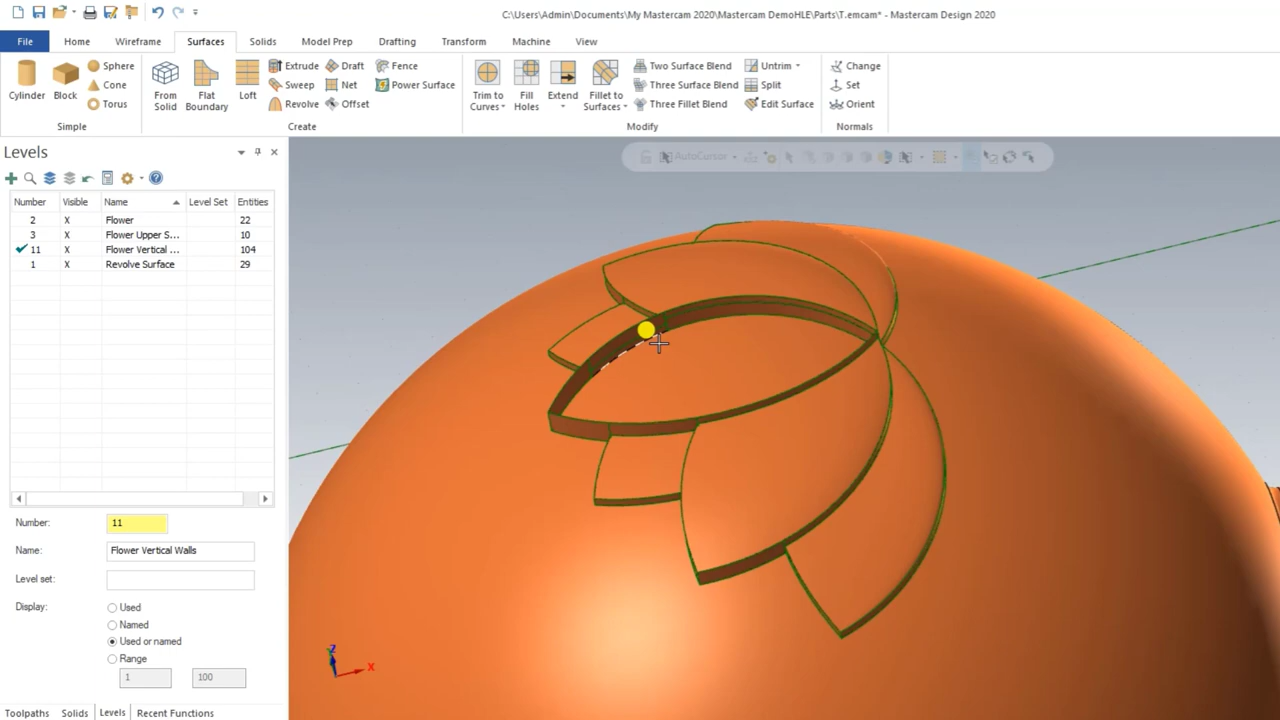 C:\Users\Admin\Documents\My Mastercam 2020\Mastercam DemoHLE\Parts\T.emcam* - Mastercam Design 2020
File Home Wireframe Surfaces Solids Model Prep Drafting Transform Machine View
Cylinder Block Sphere Cone Torus
Simple
From Solid Flat Boundary Loft Extrude Sweep Revolve Draft Net Offset Fence Power Surface
Create
Trim to Curves Fill Holes Extend Fillet to Surfaces Two Surface Blend Three Surface Blend Three Fillet Blend Untrim Split Edit Surface
Modify
Change Set Orient
Normals
Levels
AutoCursor
Number Visible Name Level Set Entities
2 X Flower 22
3 X Flower Upper S... 10
11 X Flower Vertical ... 104
1 X Revolve Surface 29
Number: 11
Name: Flower Vertical Walls
Level set:
Display: Used
Named
Used or named
Range
1 100
Z
X
Toolpaths Solids Levels Recent Functions